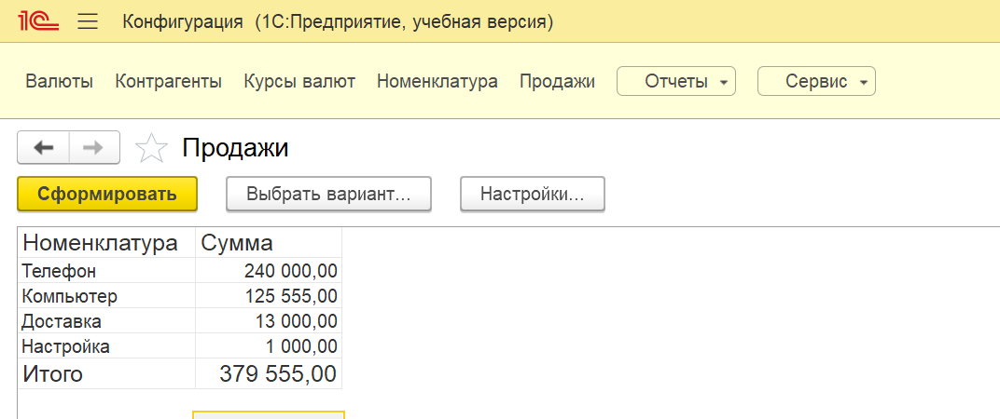 1С Конфигурация (1С:Предприятие, учебная версия)
Валюты Контрагенты Курсы валют Номенклатура Продажи Отчеты Сервис
Продажи
Сформировать Выбрать вариант... Настройки...
Номенклатура Сумма
Телефон 240 000,00
Компьютер 125 555,00
Доставка 13 000,00
Настройка 1 000,00
Итого 379 555,00